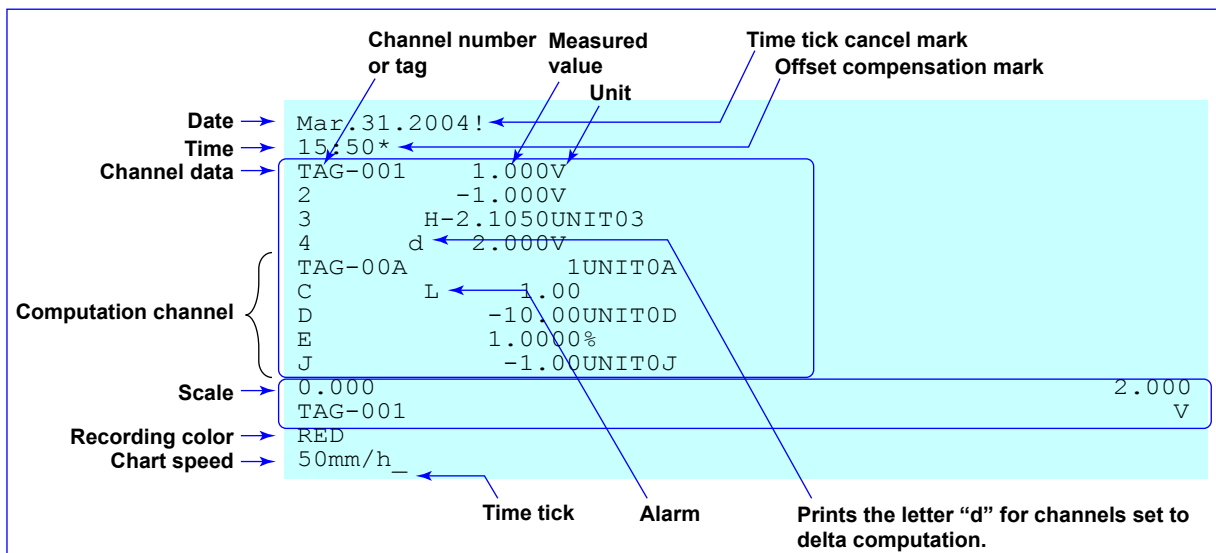 Channel number or tag
Measured value
Unit
Time tick cancel mark
Offset compensation mark
Date
Mar.31.2004!
Time
15:50*
Channel data
TAG-001 1.000V
2 -1.000V
3 H-2.1050UNIT03
4 d 2.000V
Computation channel
TAG-00A 1UNIT0A
C L 1.00
D -10.00UNIT0D
E 1.0000%
J -1.00UNIT0J
Scale
0.000 2.000
TAG-001 V
Recording color
RED
Chart speed
50mm/h_
Time tick
Alarm
Prints the letter “d” for channels set to
delta computation.